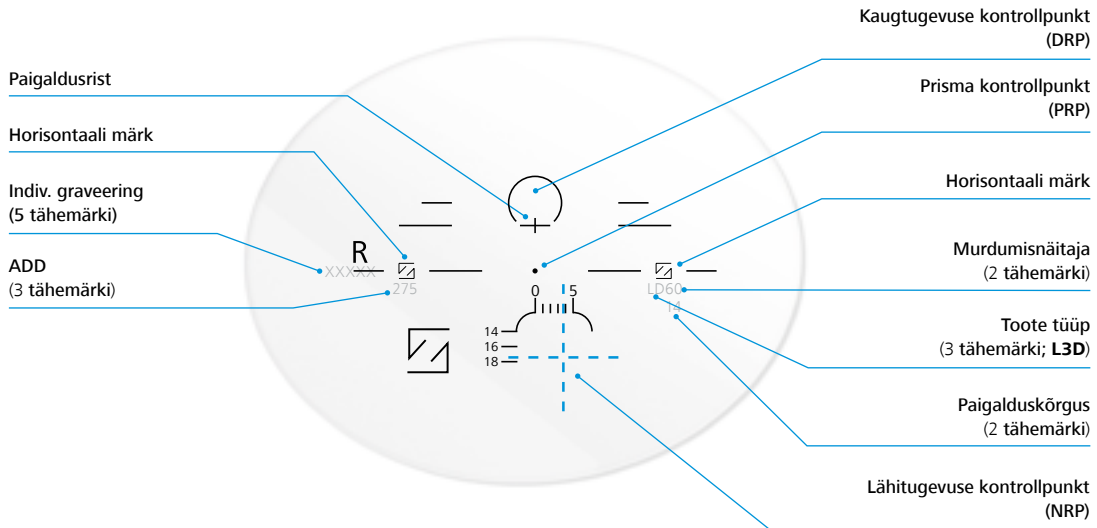 Kaugtugevuse kontrollpunkt
(DRP)
Paigaldusrist
Prisma kontrollpunkt
(PRP)
Horisontaali märk
Horisontaali märk
Indiv. graveering
(5 tähemärki)
R
XXXXX
Murdumisnäitaja
(2 tähemärki)
ADD
(3 tähemärki)
275
0 5
LD60
14
Toote tüüp
(3 tähemärki; L3D)
14
16
18
Paigalduskõrgus
(2 tähemärki)
Lähitugevuse kontrollpunkt
(NRP)